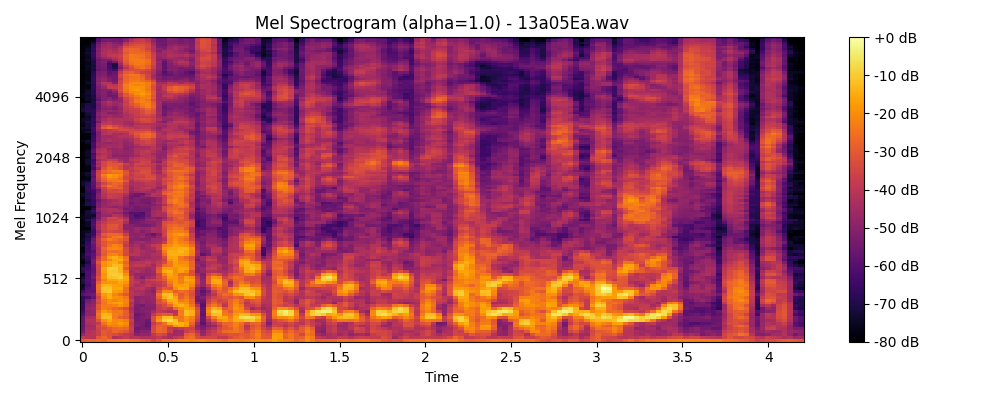 Mel Spectrogram (alpha=1.0) - 13a05Ea.wav
+0 dB
-10 dB
-20 dB
-30 dB
-40 dB
-50 dB
-60 dB
-70 dB
-80 dB
Mel Frequency
4096
2048
1024
512
0
0 0.5 1 1.5 2 2.5 3 3.5 4
Time